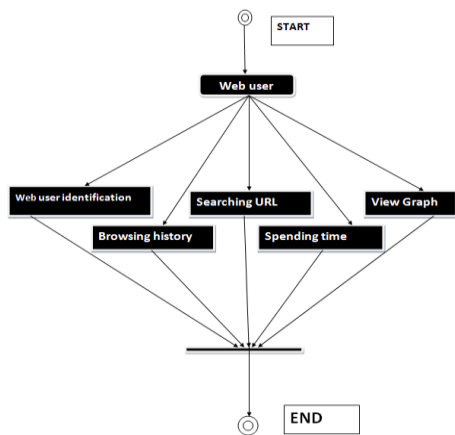 START
Web user
Web user identification
Searching URL
View Graph
Browsing history
Spending time
END